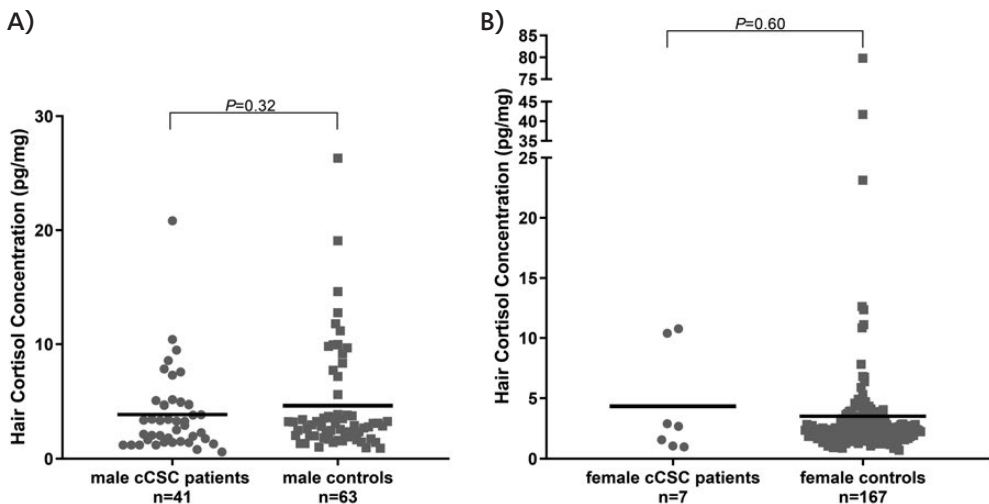 A)
Hair Cortisol Concentration (pg/mg)
30
20
10
0
P=0.32
male cCSC patients
n=41
male controls
n=63
B)
Hair Cortisol Concentration (pg/mg)
85
80
75
45
40
35
25
20
15
10
5
0
P=0.60
female cCSC patients
n=7
female controls
n=167